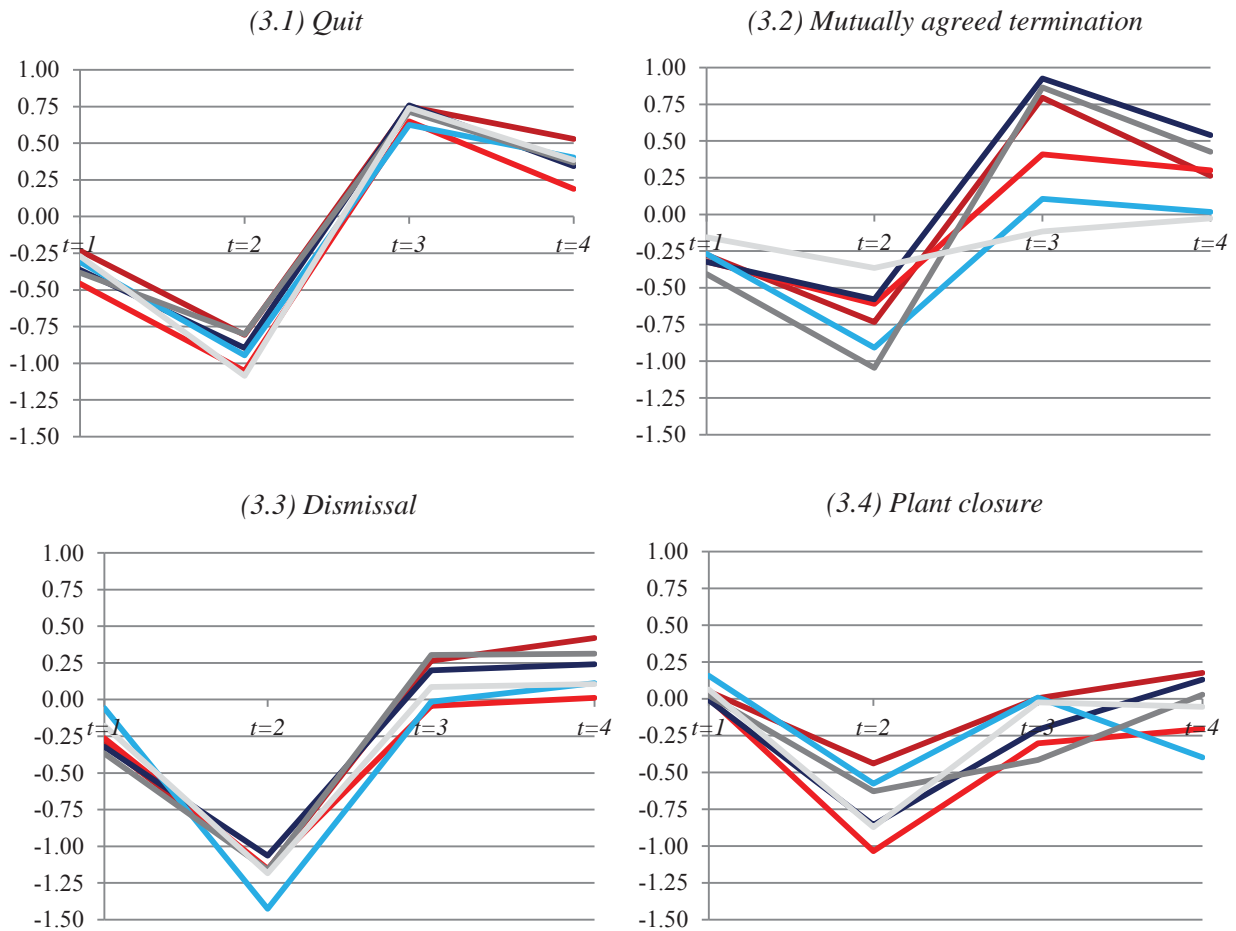 (3.1) Quit
1.00
0.75
0.50
0.25
0.00
-0.25
-0.50
-0.75
-1.00
-1.25
-1.50
t=1
t=2
t=3
t=4
(3.2) Mutually agreed termination
1.00
0.75
0.50
0.25
0.00
-0.25
-0.50
-0.75
-1.00
-1.25
-1.50
t=1
t=2
t=3
t=4
(3.3) Dismissal
1.00
0.75
0.50
0.25
0.00
-0.25
-0.50
-0.75
-1.00
-1.25
-1.50
t=1
t=2
t=3
t=4
(3.4) Plant closure
1.00
0.75
0.50
0.25
0.00
-0.25
-0.50
-0.75
-1.00
-1.25
-1.50
t=1
t=2
t=3
t=4